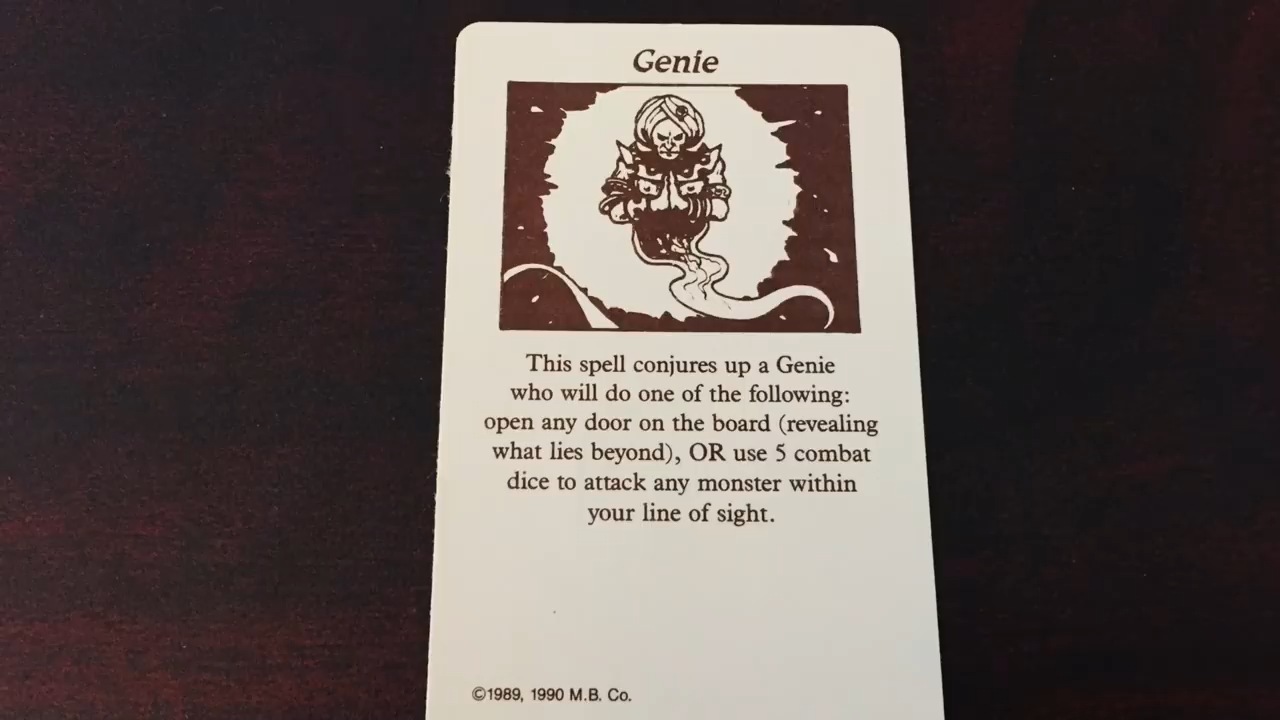 Genie
This spell conjures up a Genie
who will do one of the following:
open any door on the board (revealing
what lies beyond), OR use 5 combat
dice to attack any monster within
your line of sight.
©1989, 1990 M.B. Co.